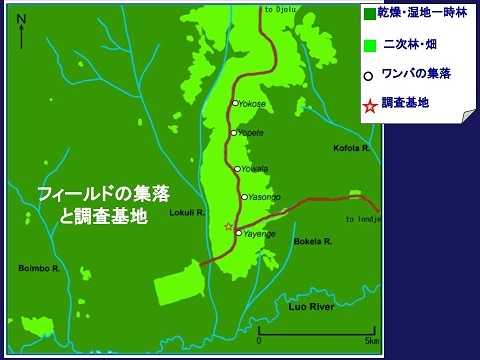 N
to Djolu
乾燥・湿地一時林
二次林・畑
ワンバの集落
調査基地
Yokose
Yopete
Kofola R.
Yowala
フィールドの集落
と調査基地
Yasongo
Lokuli R.
to londje
Yayenge
Bokela R.
Boimbo R.
Luo River
0
5km